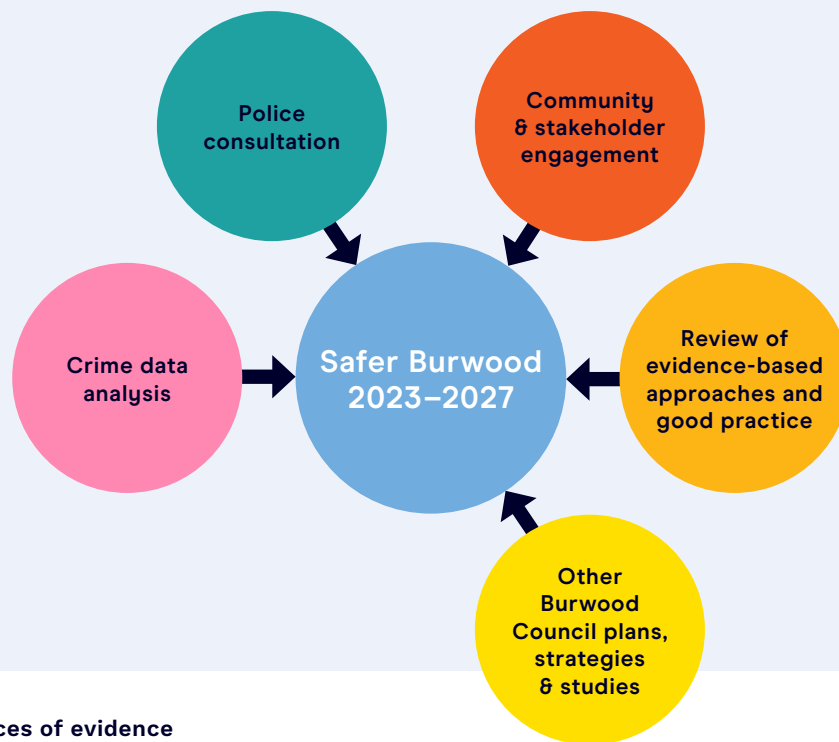 Police
consultation
Community
& stakeholder
engagement
Crime data
analysis
Safer Burwood
2023–2027
Review of
evidence-based
approaches and
good practice
Other
Burwood
Council plans,
strategies
& studies
of evidence